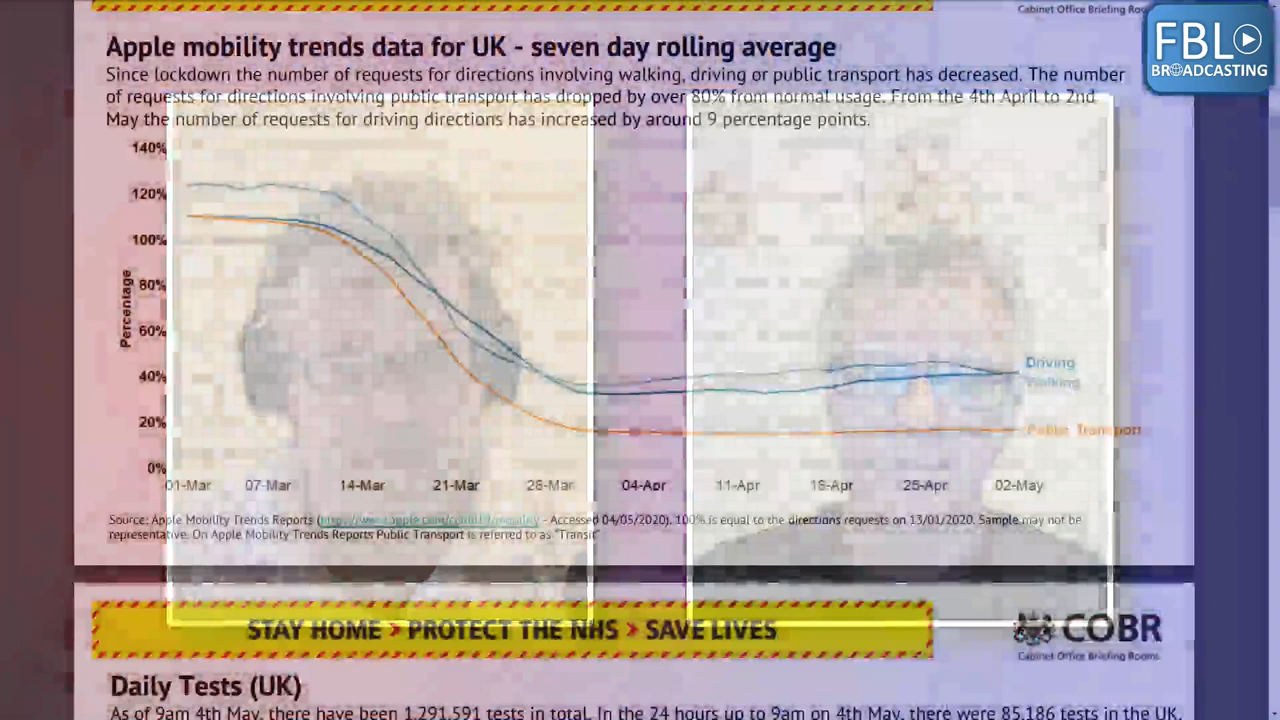 Cabinet Office Briefing
FBL
BROADCASTING
Apple mobility trends data for UK - seven day rolling average
Since lockdown the number of requests for directions involving walking, driving or public transport has decreased. The number
of requests for directions involving public transport has dropped by over 80% from normal usage. From the 4th April to 2nd
May the number of requests for driving directions has increased by around 9 percentage points.
Percentage
140%
120%
100%
80%
60%
40%
20%
0%
Driving
Walking
Public Transport
01-Mar 07-Mar 14-Mar 21-Mar 28-Mar 04-Apr 11-Apr 18-Apr 25-Apr 02-May
Source: Apple Mobility Trends Reports ( - Accessed 04/05/2020). 100% is equal to the directions requests on 13/01/2020. Sample may not be
representative. On Apple Mobility Trends Reports Public Transport is referred to as "Transit"
STAY HOME > PROTECT THE NHS > SAVE LIVES
COBR
Cabinet Office Briefing Rooms
Daily Tests (UK)
As of 9am 4th May, there have been 1,291,591 tests in total. In the 24 hours up to 9am on 4th May, there were 85,186 tests in the UK.